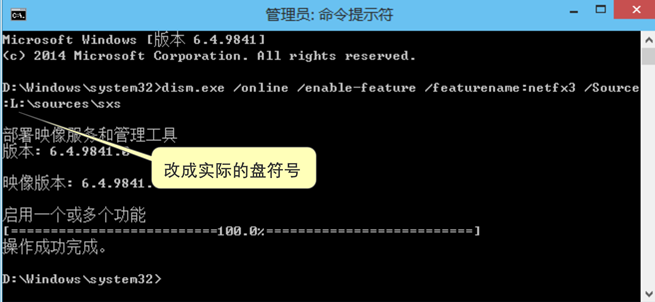 管理员: 命令提示符
Microsoft Windows [版本 6.4.9841]
(c) 2014 Microsoft Corporation. All rights reserved.
D:\Windows\system32>dism.exe /online /enable-feature /featurename:netfx3 /Source
:L:\sources\sxs
部署映像服务和管理工具
版本: 6.4.9841.0
改成实际的盘符号
映像版本: 6.4.9841.
启用一个或多个功能
[==========================100.0%==========================]
操作成功完成。
D:\Windows\system32>